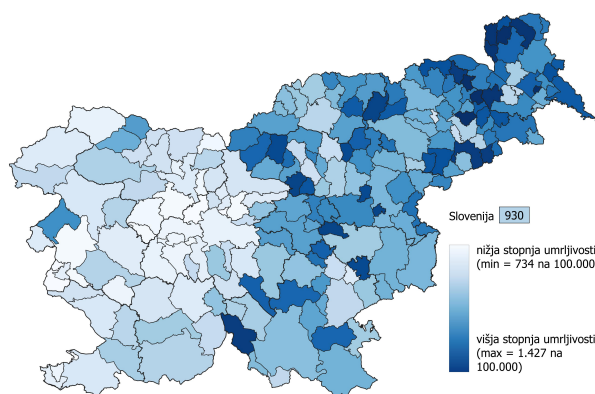 Slovenija 930
nižja stopnja umrljivosti
(min = 734 na 100.000
višja stopnja umrljivosti
(max = 1.427 na
100.000)